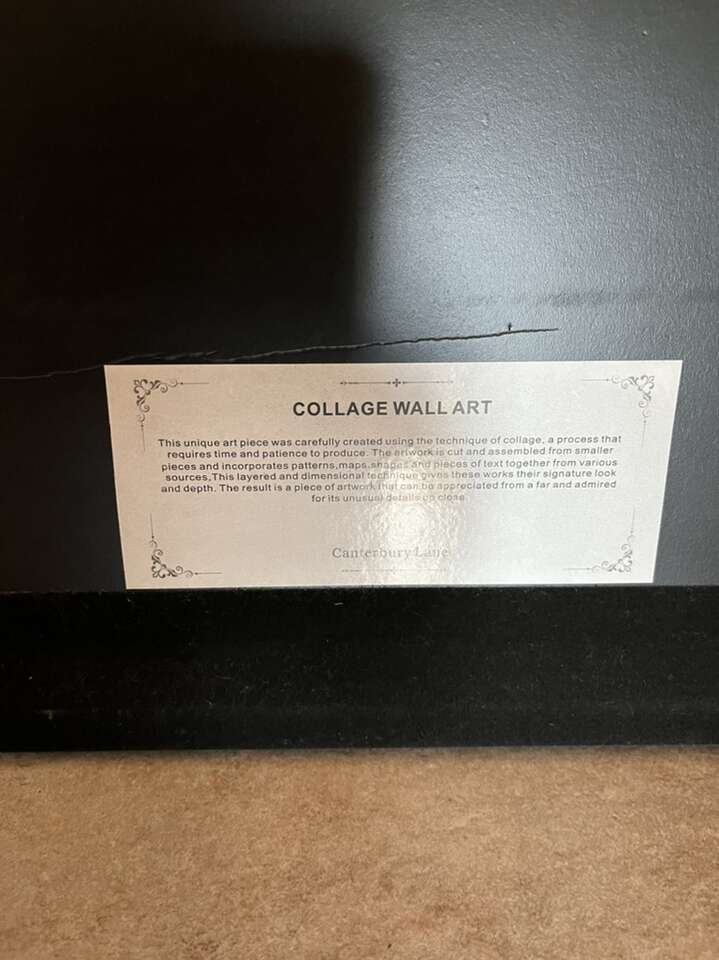 COLLAGE WALL ART
This unique art piece was carefully created using the technique of collage, a process that
requires time and patience to produce. The artwork is cut and assembled from smaller
pieces and incorporates patterns,maps,shapes and pieces of text together from various
sources,This layered and dimensional technique gives these works their signature look
and depth. The result is a piece of artwork that can be appreciated from a far and admired
for its unusual details up close.
Canterbury Lane